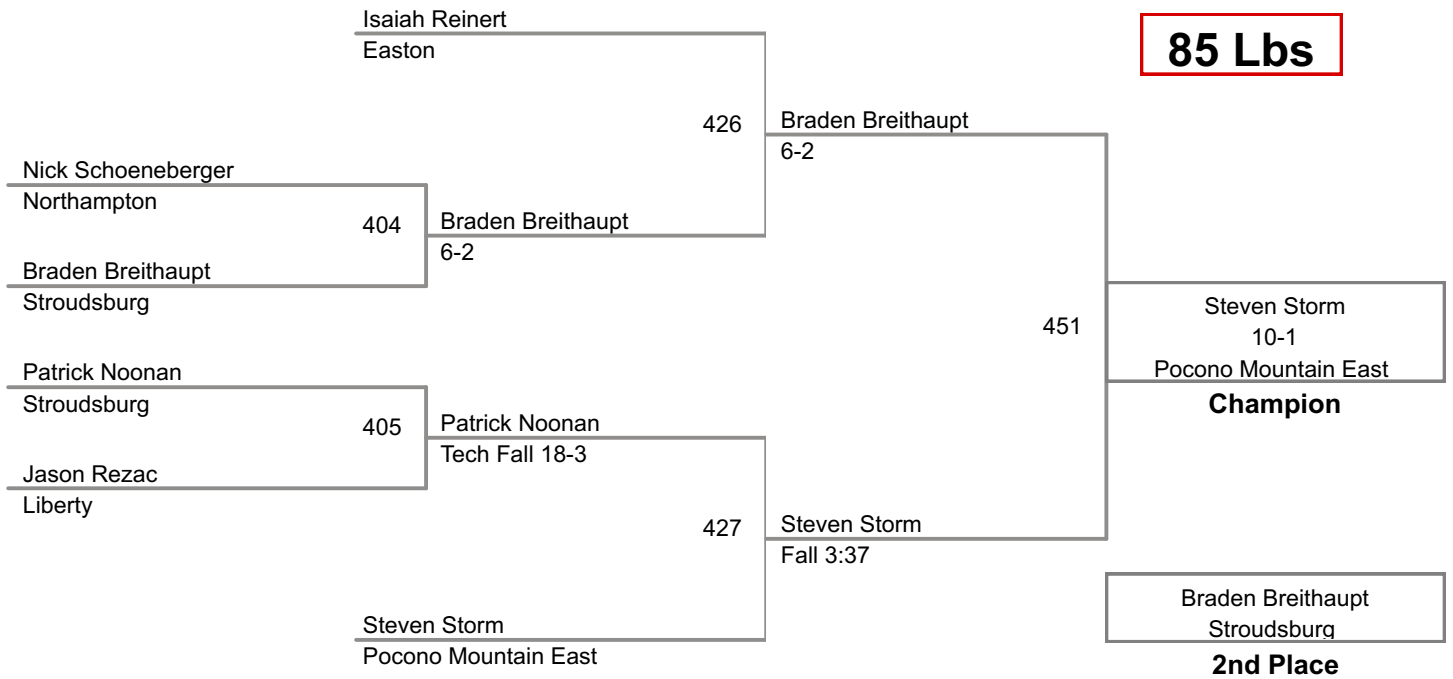 Isaiah Reinert
Easton
85 Lbs
426
Braden Breithaupt
6-2
Nick Schoeneberger
Northampton
404
Braden Breithaupt
6-2
Braden Breithaupt
Stroudsburg
451
Steven Storm
10-1
Pocono Mountain East
Champion
Patrick Noonan
Stroudsburg
405
Patrick Noonan
Tech Fall 18-3
Jason Rezac
Liberty
427
Steven Storm
Fall 3:37
Steven Storm
Pocono Mountain East
Braden Breithaupt
Stroudsburg
2nd Place